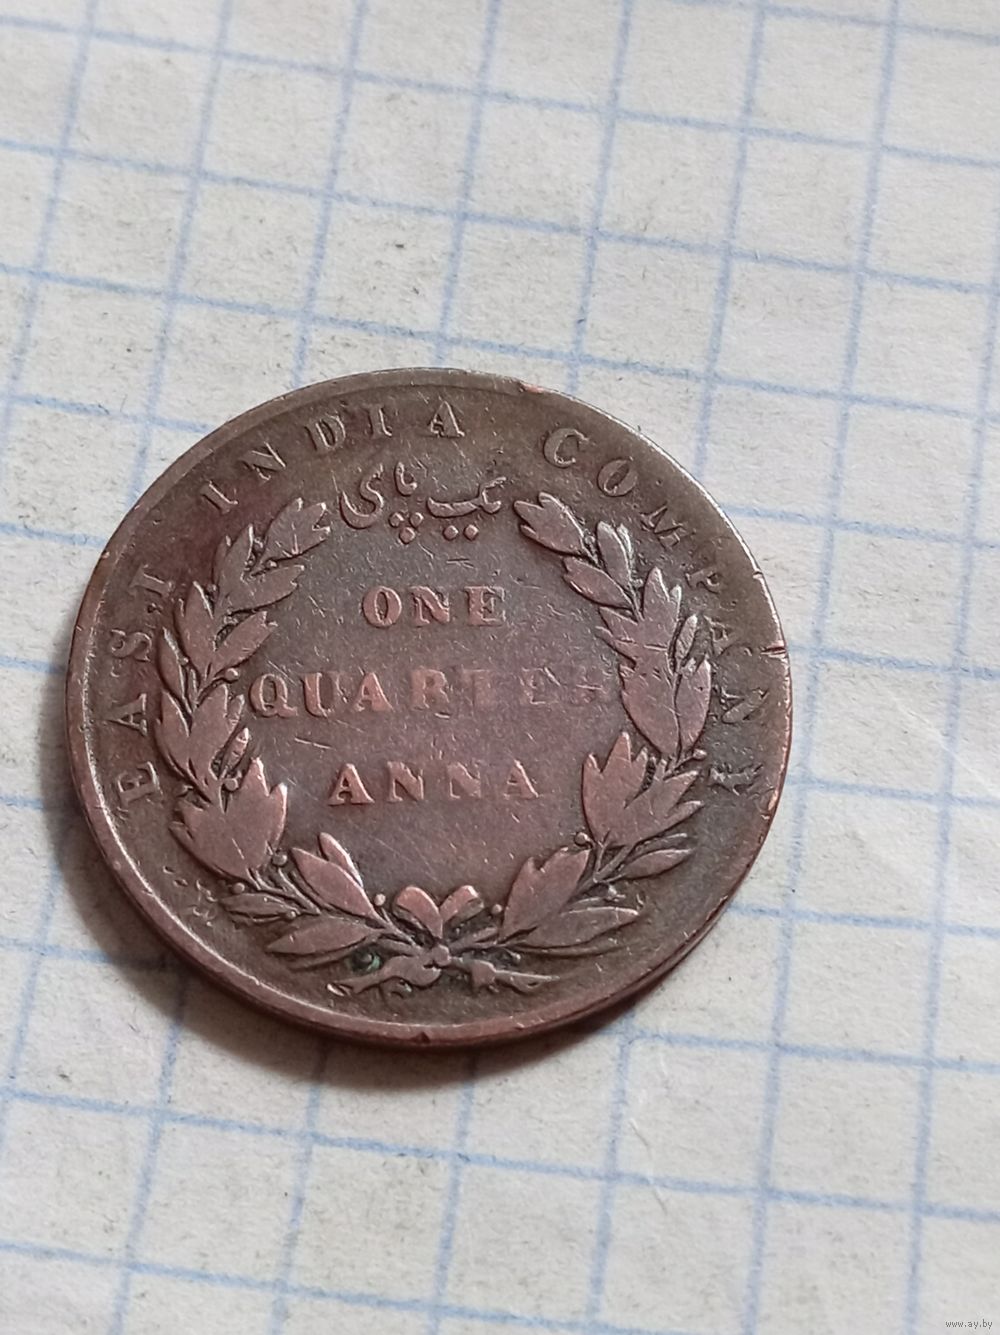 EAST INDIA COMPANY
یک پای
ONE
QUARTER
ANNA
www.ay.by